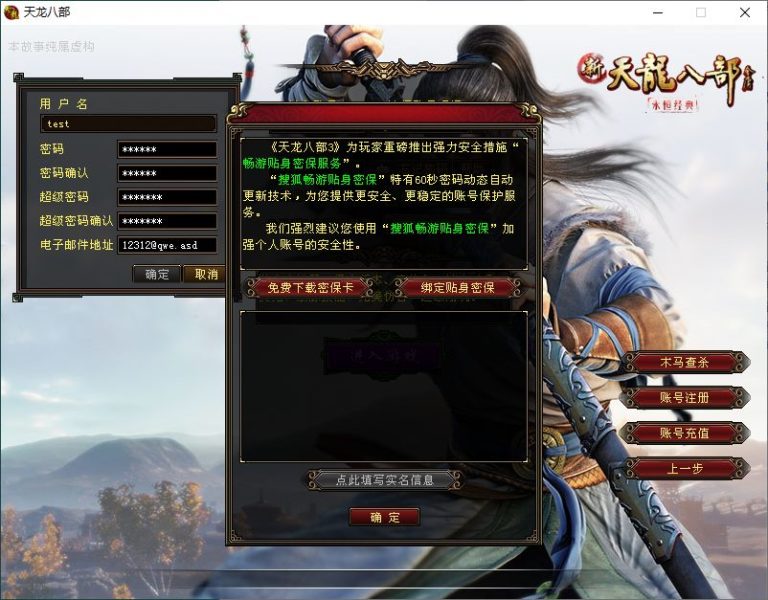 天龙八部
本故事纯属虚构
新天龍八部
永恒经典
用 户 名
test
密码
******
密码确认
******
超级密码
*******
超级密码确认
*******
电子邮件地址
12312@qwe.asd
确定
取消
《天龙八部3》为玩家重磅推出强力安全措施“
畅游贴身密保服务”。
“搜狐畅游贴身密保”特有60秒密码动态自动
更新技术，为您提供更安全、更稳定的账号保护服
务。
我们强烈建议您使用“搜狐畅游贴身密保”加
强个人账号的安全性。
免费下载密保卡
绑定贴身密保
进入游戏
点此填写实名信息
确 定
木马查杀
账号注册
账号充值
上一步